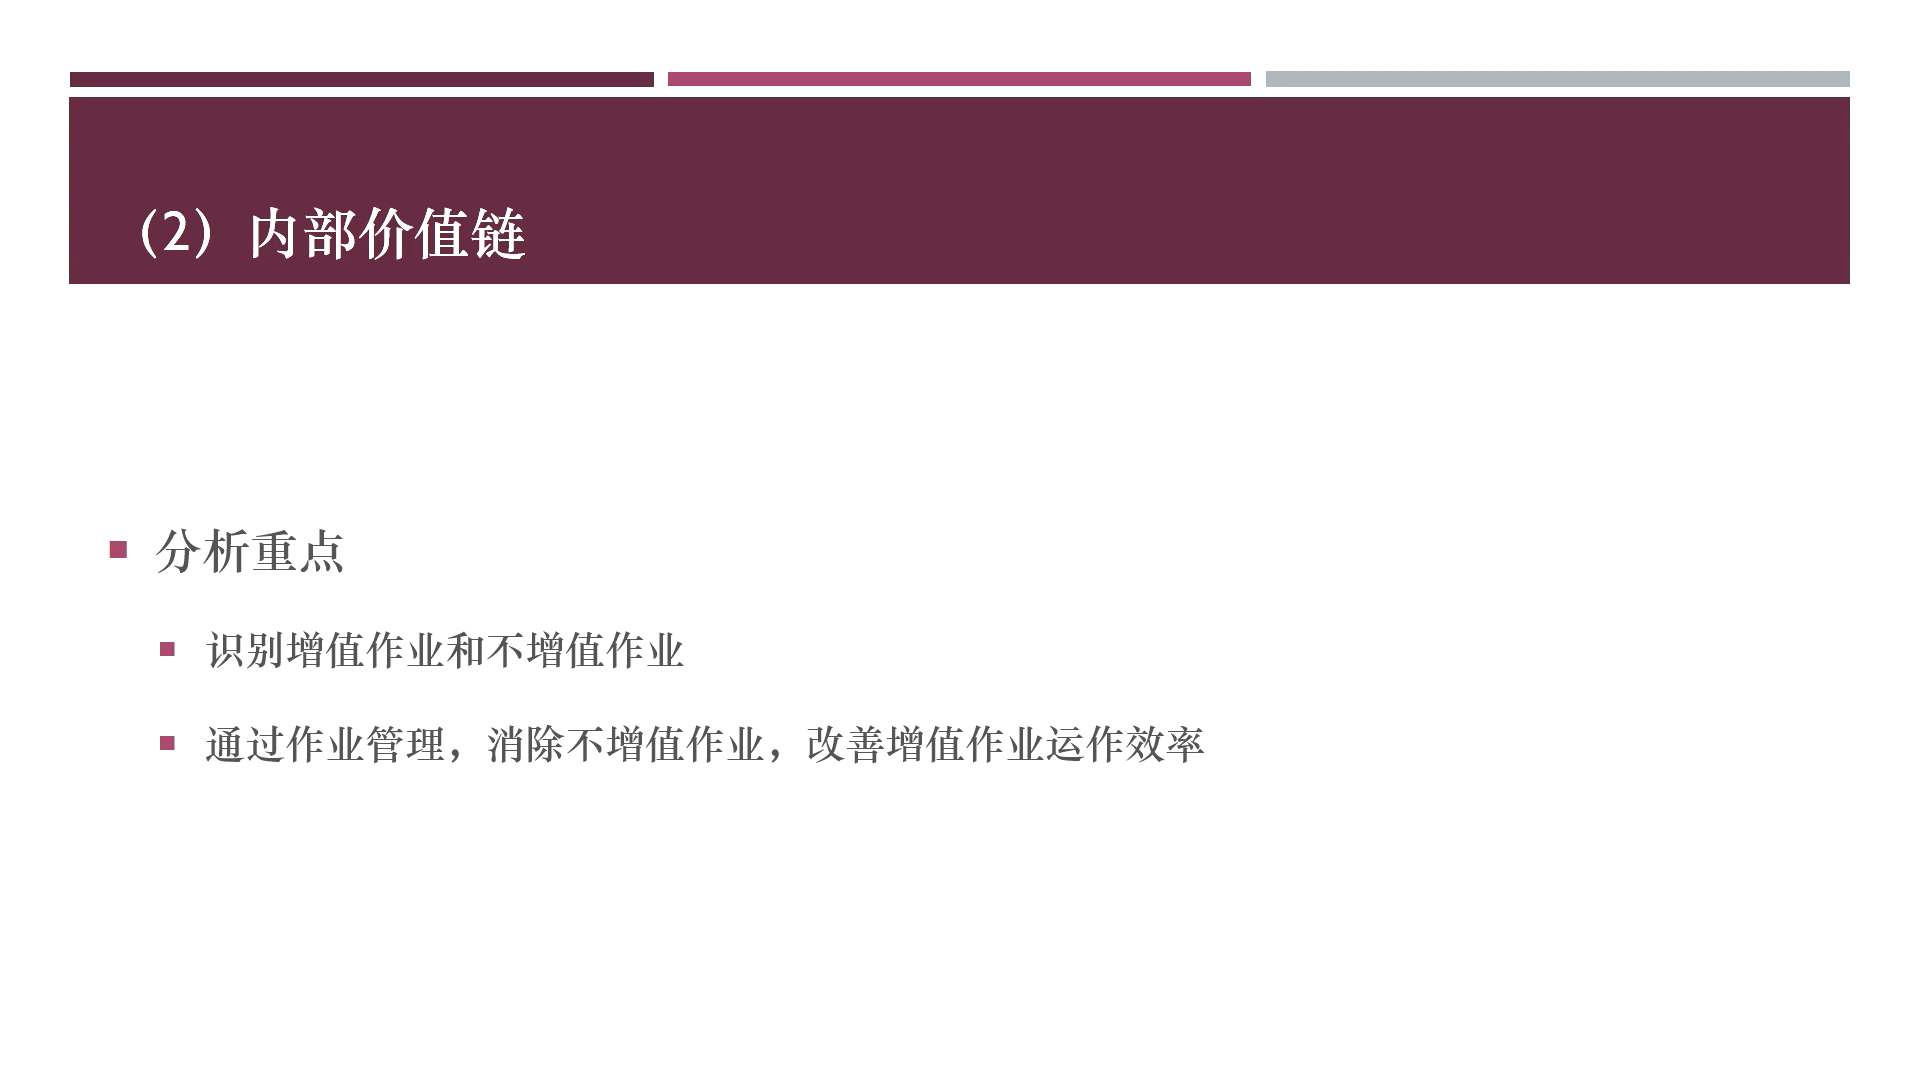 （2）内部价值链
分析重点
识别增值作业和不增值作业
通过作业管理，消除不增值作业，改善增值作业运作效率